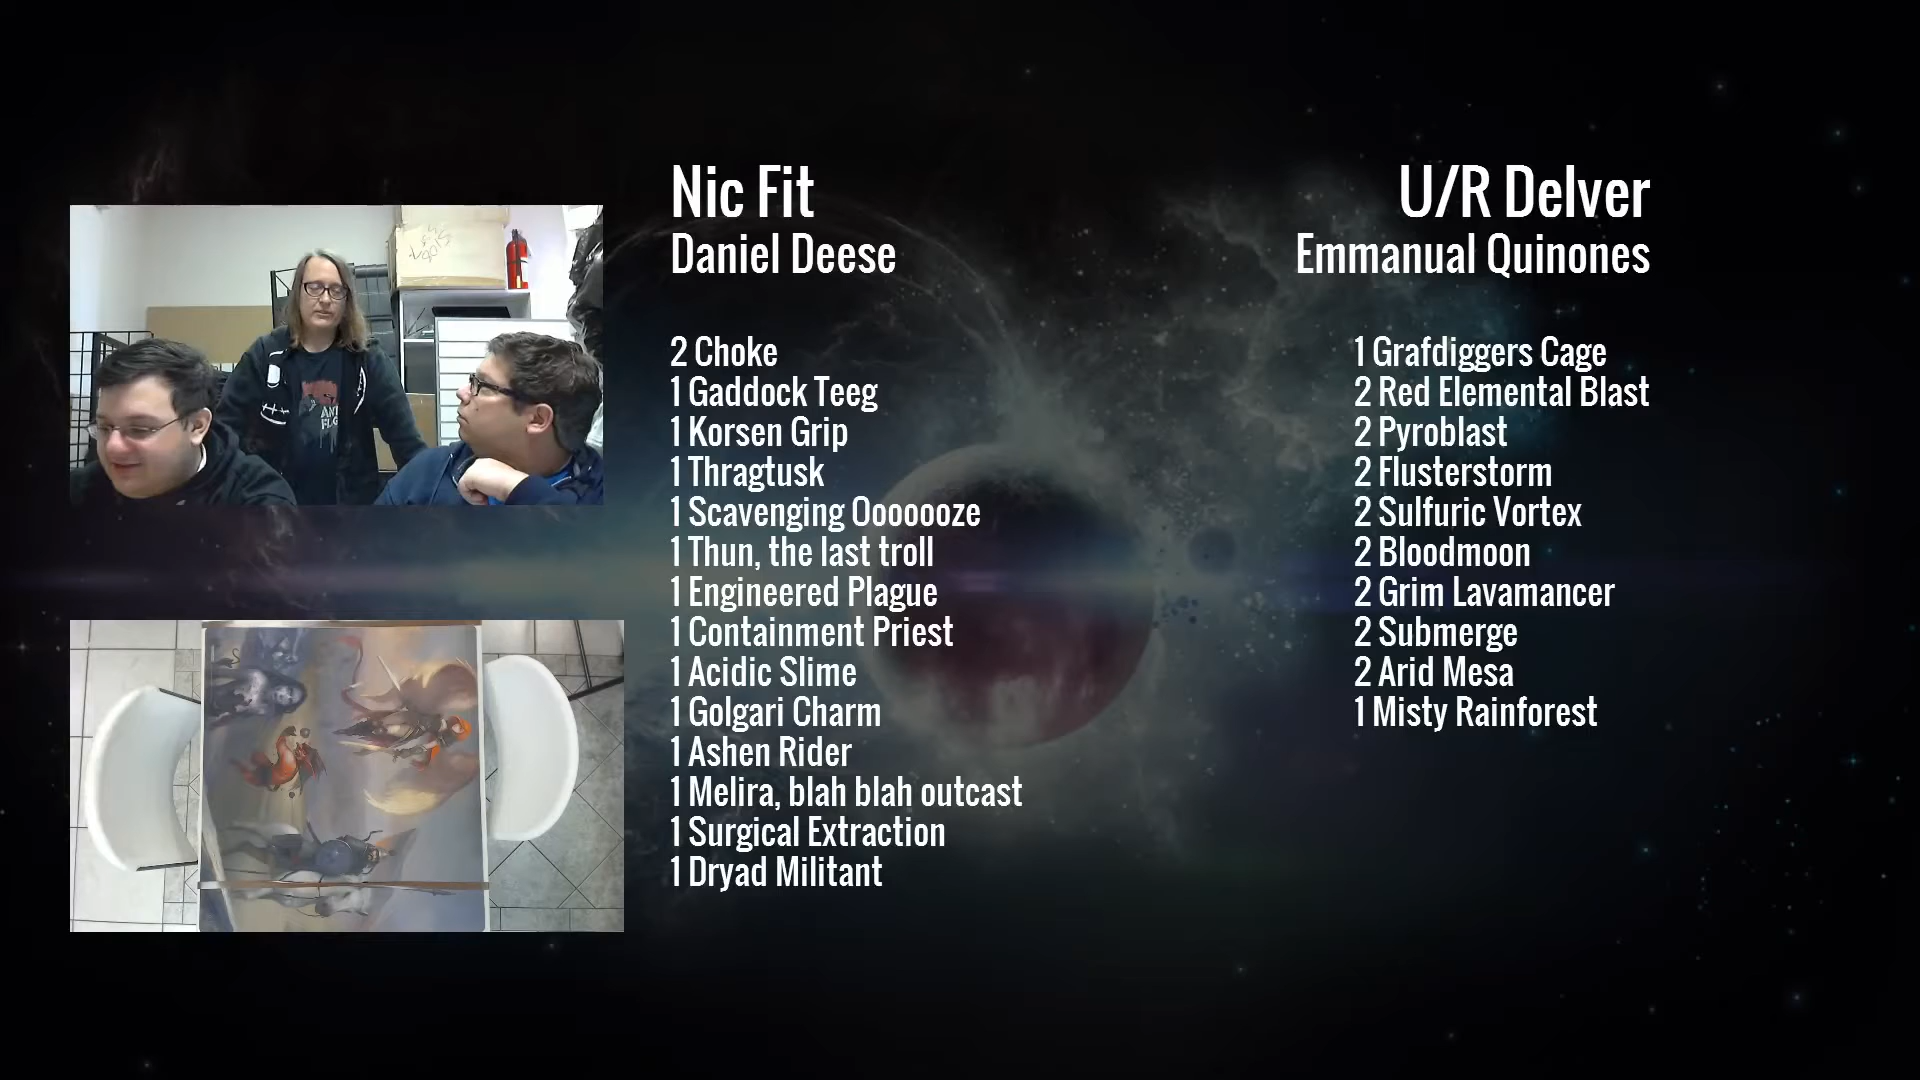 Nic Fit
Daniel Deese
2 Choke
1 Gaddock Teeg
1 Korsen Grip
1 Thragtusk
1 Scavenging Ooooooze
1 Thun, the last troll
1 Engineered Plague
1 Containment Priest
1 Acidic Slime
1 Golgari Charm
1 Ashen Rider
1 Melira, blah blah outcast
1 Surgical Extraction
1 Dryad Militant
U/R Delver
Emmanual Quinones
1 Grafdiggers Cage
2 Red Elemental Blast
2 Pyroblast
2 Flusterstorm
2 Sulfuric Vortex
2 Bloodmoon
2 Grim Lavamancer
2 Submerge
2 Arid Mesa
1 Misty Rainforest